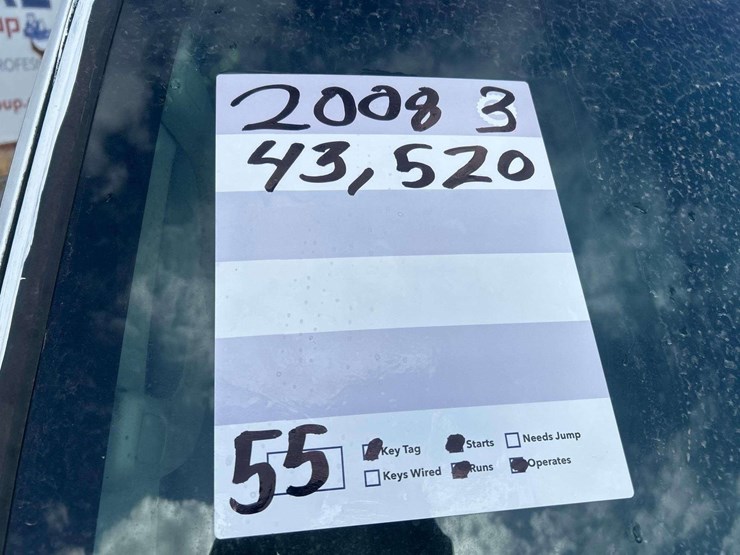 2008 3
43,520
55
Key Tag Starts Needs Jump
Keys Wired Runs Operates